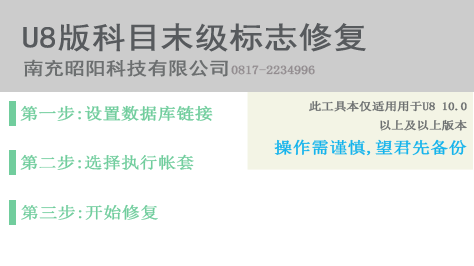 U8版科目末级标志修复
南充昭阳科技有限公司0817-2234996
第一步:设置数据库链接
第二步:选择执行帐套
第三步:开始修复
此工具本仅适用用于U8 10.0
以上及以上版本
操作需谨慎,望君先备份